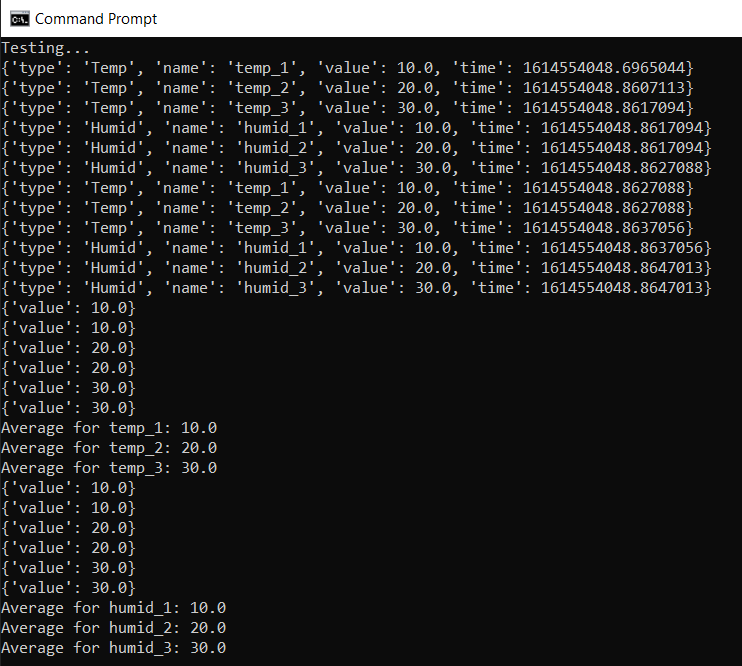 Command Prompt
Testing...
{'type': 'Temp', 'name': 'temp_1', 'value': 10.0, 'time': 1614554048.6965044}
{'type': 'Temp', 'name': 'temp_2', 'value': 20.0, 'time': 1614554048.8607113}
{'type': 'Temp', 'name': 'temp_3', 'value': 30.0, 'time': 1614554048.8617094}
{'type': 'Humid', 'name': 'humid_1', 'value': 10.0, 'time': 1614554048.8617094}
{'type': 'Humid', 'name': 'humid_2', 'value': 20.0, 'time': 1614554048.8617094}
{'type': 'Humid', 'name': 'humid_3', 'value': 30.0, 'time': 1614554048.8627088}
{'type': 'Temp', 'name': 'temp_1', 'value': 10.0, 'time': 1614554048.8627088}
{'type': 'Temp', 'name': 'temp_2', 'value': 20.0, 'time': 1614554048.8627088}
{'type': 'Temp', 'name': 'temp_3', 'value': 30.0, 'time': 1614554048.8637056}
{'type': 'Humid', 'name': 'humid_1', 'value': 10.0, 'time': 1614554048.8637056}
{'type': 'Humid', 'name': 'humid_2', 'value': 20.0, 'time': 1614554048.8647013}
{'type': 'Humid', 'name': 'humid_3', 'value': 30.0, 'time': 1614554048.8647013}
{'value': 10.0}
{'value': 10.0}
{'value': 20.0}
{'value': 20.0}
{'value': 30.0}
{'value': 30.0}
Average for temp_1: 10.0
Average for temp_2: 20.0
Average for temp_3: 30.0
{'value': 10.0}
{'value': 10.0}
{'value': 20.0}
{'value': 20.0}
{'value': 30.0}
{'value': 30.0}
Average for humid_1: 10.0
Average for humid_2: 20.0
Average for humid_3: 30.0